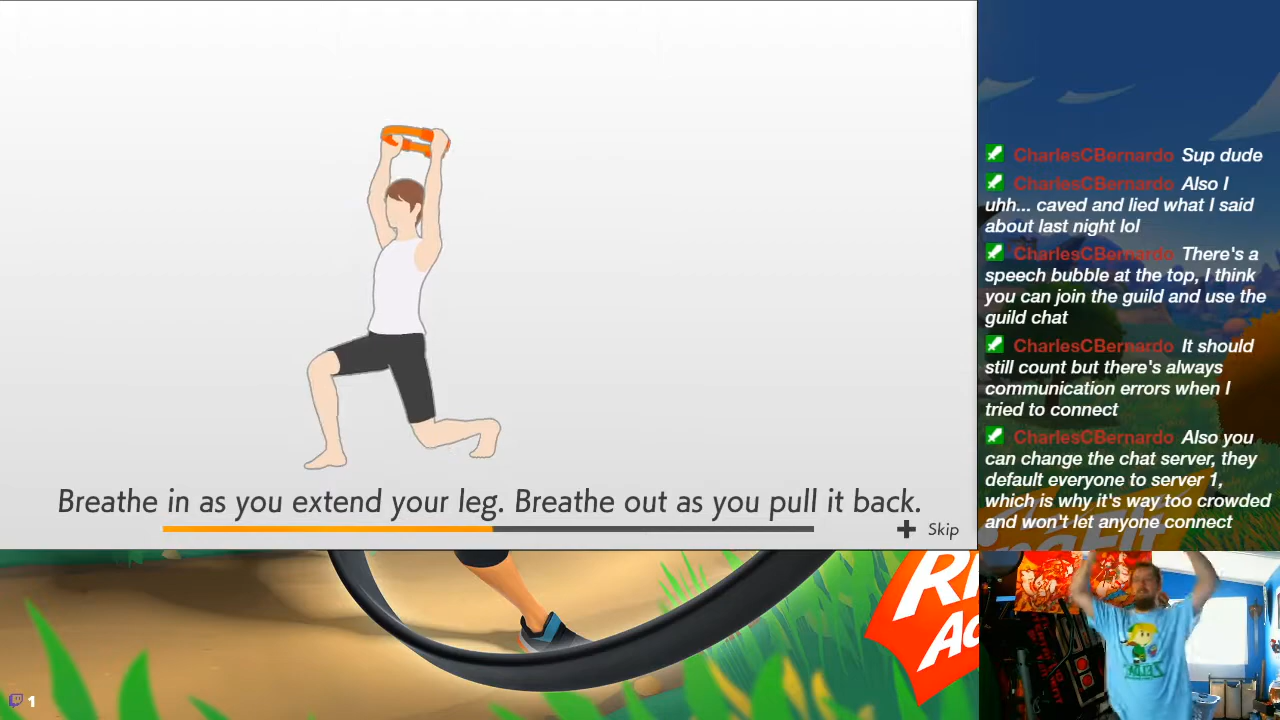 Breathe in as you extend your leg. Breathe out as you pull it back.
Skip
CharlesCBernardo Sup dude
CharlesCBernardo Also I
uhh... caved and lied what I said
about last night lol
CharlesCBernardo There's a
speech bubble at the top, I think
you can join the guild and use the
guild chat
CharlesCBernardo It should
still count but there's always
communication errors when I
tried to connect
CharlesCBernardo Also you
can change the chat server, they
default everyone to server 1,
which is why it's way too crowded
and won't let anyone connect
1